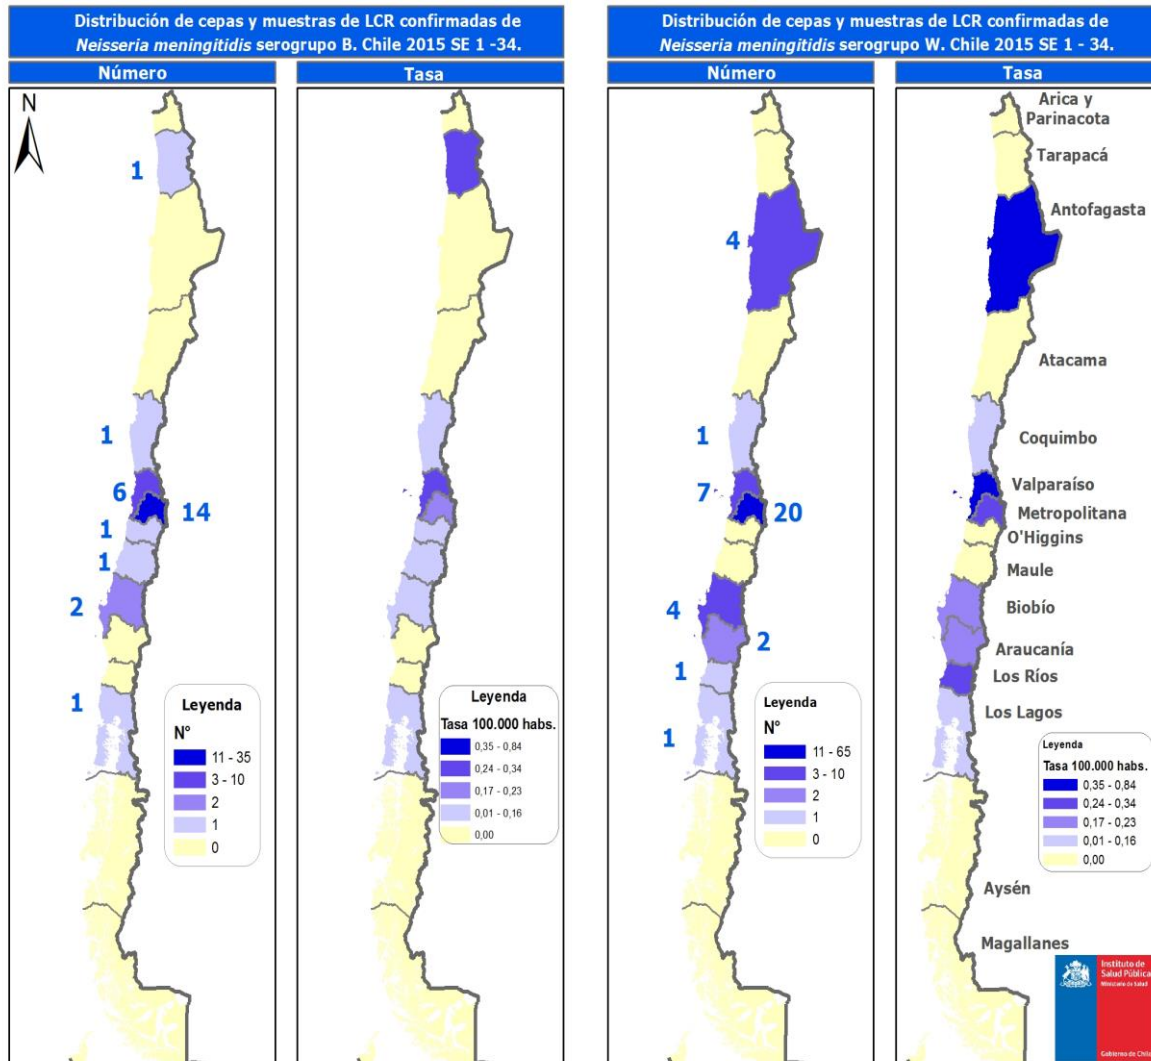 Distribución de cepas y muestras de LCR confirmadas de
Neisseria meningitidis serogrupo B. Chile 2015 SE 1 -34.
Número
Tasa
N
1
1
6
14
1
1
2
1
Leyenda
N°
11 - 35
3 - 10
2
1
0
Leyenda
Tasa 100.000 habs.
0,35 - 0,84
0,24 - 0,34
0,17 - 0,23
0,01 - 0,16
0,00
Distribución de cepas y muestras de LCR confirmadas de
Neisseria meningitidis serogrupo W. Chile 2015 SE 1 - 34.
Número
Tasa
4
1
7
20
4
2
1
1
Leyenda
N°
11 - 65
3 - 10
2
1
0
Arica y
Parinacota
Tarapacá
Antofagasta
Atacama
Coquimbo
Valparaíso
Metropolitana
O'Higgins
Maule
Biobío
Araucanía
Los Ríos
Los Lagos
Leyenda
Tasa 100.000 habs.
0,35 - 0,84
0,24 - 0,34
0,17 - 0,23
0,01 - 0,16
0,00
Aysén
Magallanes
Instituto de
Salud Pública
Ministerio de Salud
Gobierno de Chile